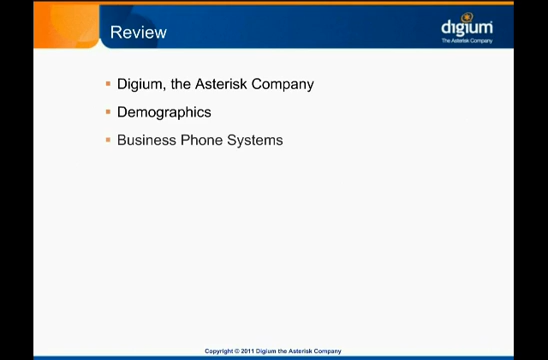 Review
digium
The Asterisk Company
Digium, the Asterisk Company
Demographics
Business Phone Systems
Copyright © 2011 Digium the Asterisk Company